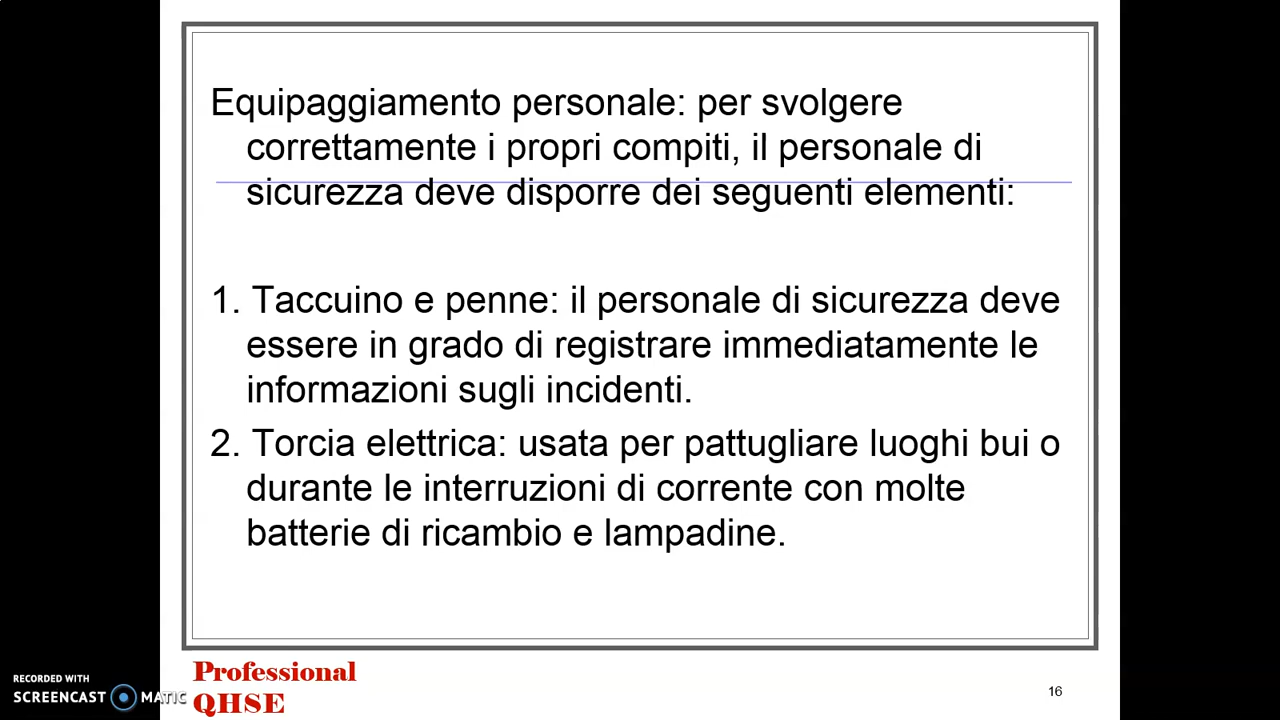 Equipaggiamento personale: per svolgere
correttamente i propri compiti, il personale di
sicurezza deve disporre dei seguenti elementi:
1. Taccuino e penne: il personale di sicurezza deve
essere in grado di registrare immediatamente le
informazioni sugli incidenti.
2. Torcia elettrica: usata per pattugliare luoghi bui o
durante le interruzioni di corrente con molte
batterie di ricambio e lampadine.
Professional
QHSE
16
RECORDED WITH
SCREENCAST MATIC